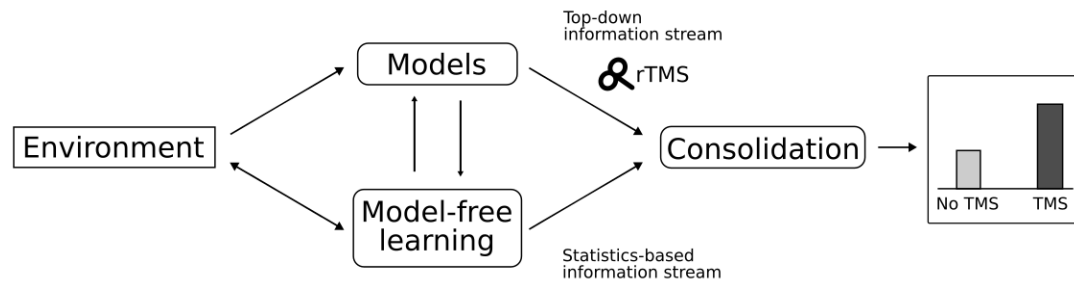 Environment
Models
Model-free
learning
Top-down
information stream
rTMS
Statistics-based
information stream
Consolidation
No TMS
TMS